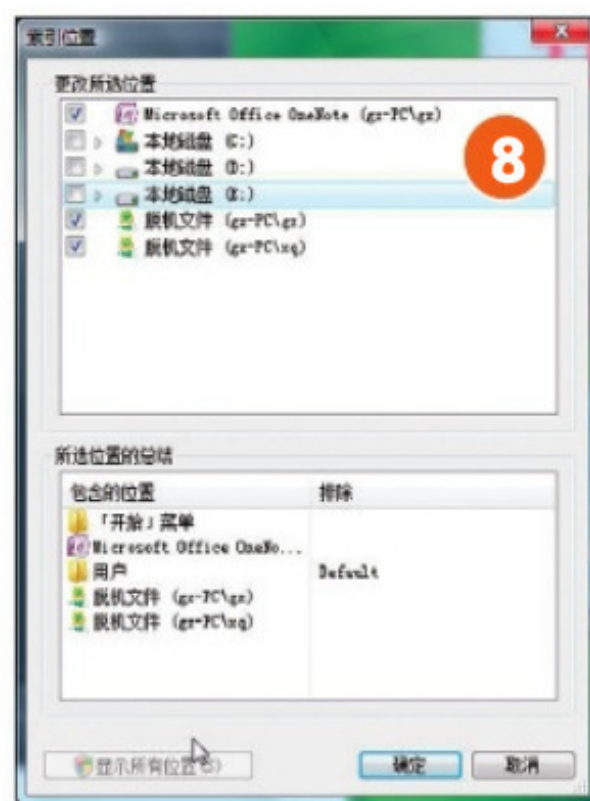 索引位置
更改所选位置
Microsoft Office OneNote (gz-PC\gz)
本地磁盘 (C:)
8
本地磁盘 (D:)
本地磁盘 (E:)
脱机文件 (gz-PC\gz)
脱机文件 (gz-PC\xq)
所选位置的总结
包含的位置 排除
「开始」菜单
Microsoft Office OneNo...
用户 Default
脱机文件 (gz-PC\gz)
脱机文件 (gz-PC\xq)
显示所有位置(S) 确定 取消